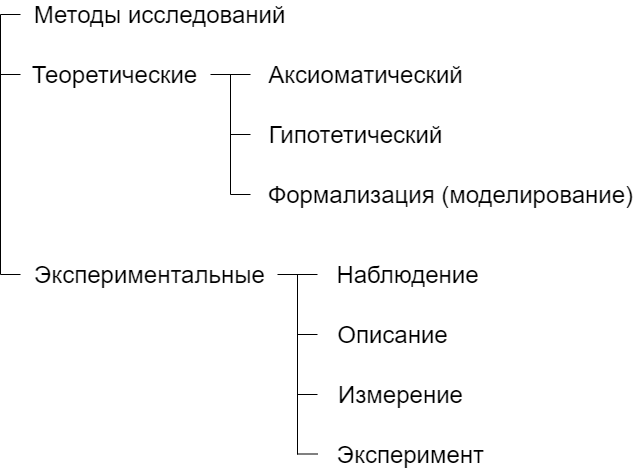 Методы исследований
Теоретические
Аксиоматический
Гипотетический
Формализация (моделирование)
Экспериментальные
Наблюдение
Описание
Измерение
Эксперимент